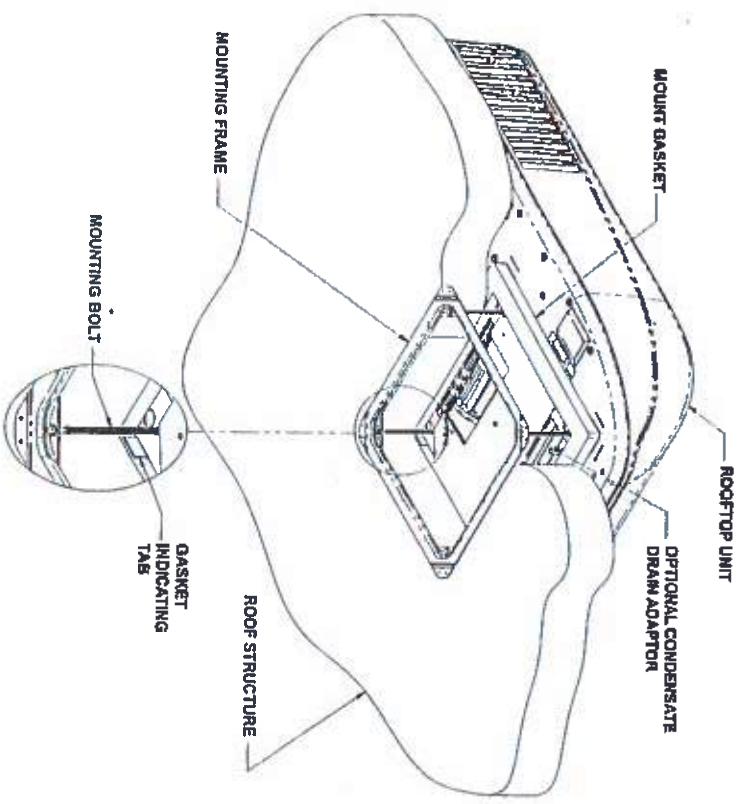 ROOFTOP UNIT
MOUNT GASKET
OPTIONAL CONDENSATE
DRAIN ADAPTOR
MOUNTING FRAME
ROOF STRUCTURE
GASKET
INDICATING
TAB
MOUNTING BOLT